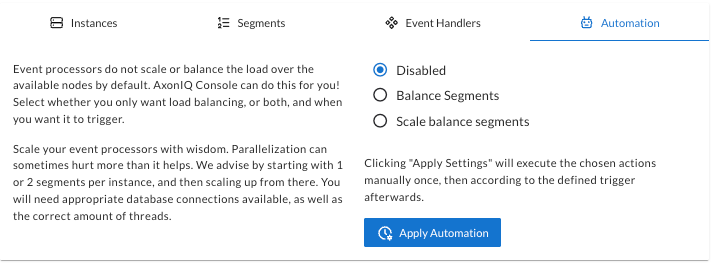 Instances
Segments
Event Handlers
Automation
Event processors do not scale or balance the load over the
available nodes by default. AxonIQ Console can do this for you!
Select whether you only want load balancing, or both, and when
you want it to trigger.
Scale your event processors with wisdom. Parallelization can
sometimes hurt more than it helps. We advise by starting with 1
or 2 segments per instance, and then scaling up from there. You
will need appropriate database connections available, as well as
the correct amount of threads.
Disabled
Balance Segments
Scale balance segments
Clicking "Apply Settings" will execute the chosen actions
manually once, then according to the defined trigger
afterwards.
Apply Automation